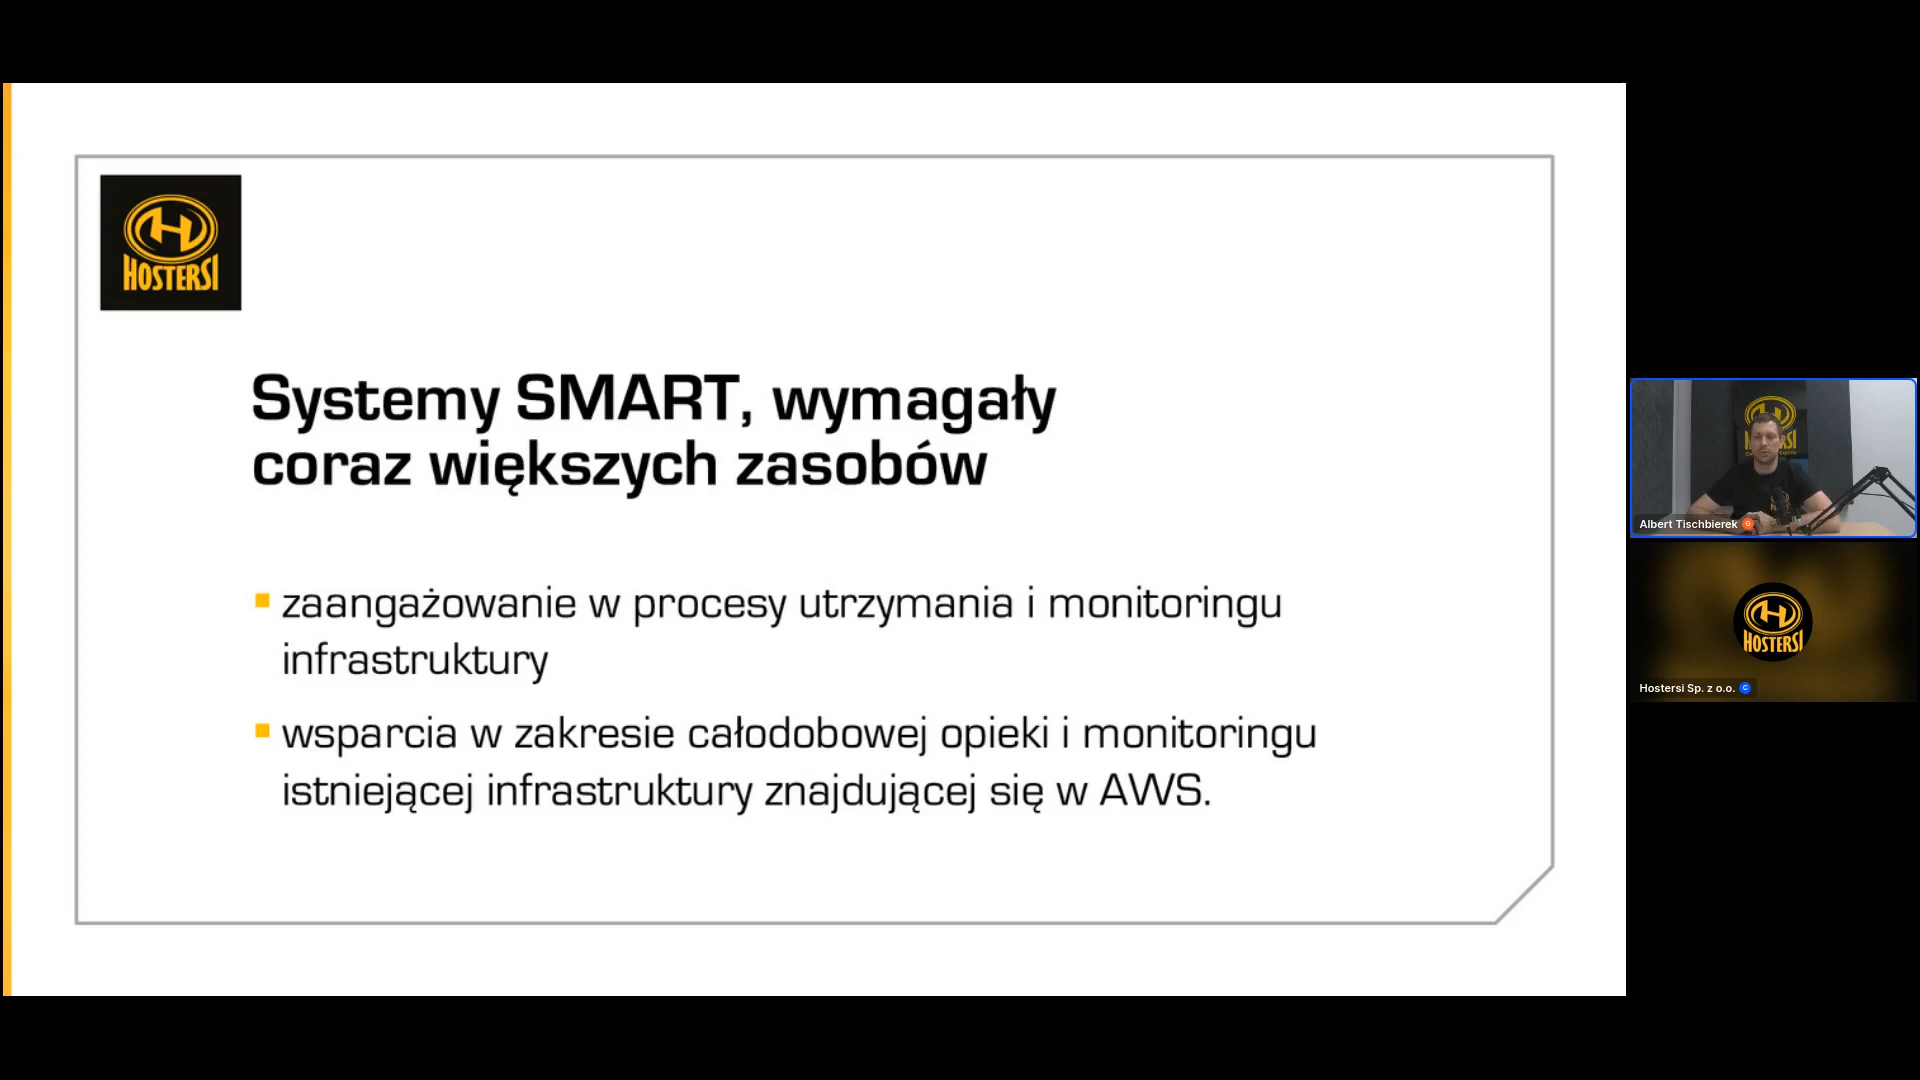 HOSTERSI
Systemy SMART, wymagały
coraz większych zasobów
zaangażowanie w procesy utrzymania i monitoringu
infrastruktury
wsparcia w zakresie całodobowej opieki i monitoringu
istniejącej infrastruktury znajdującej się w AWS.
Albert Tischbierek
HOSTERSI
Hostersi Sp. z o.o.